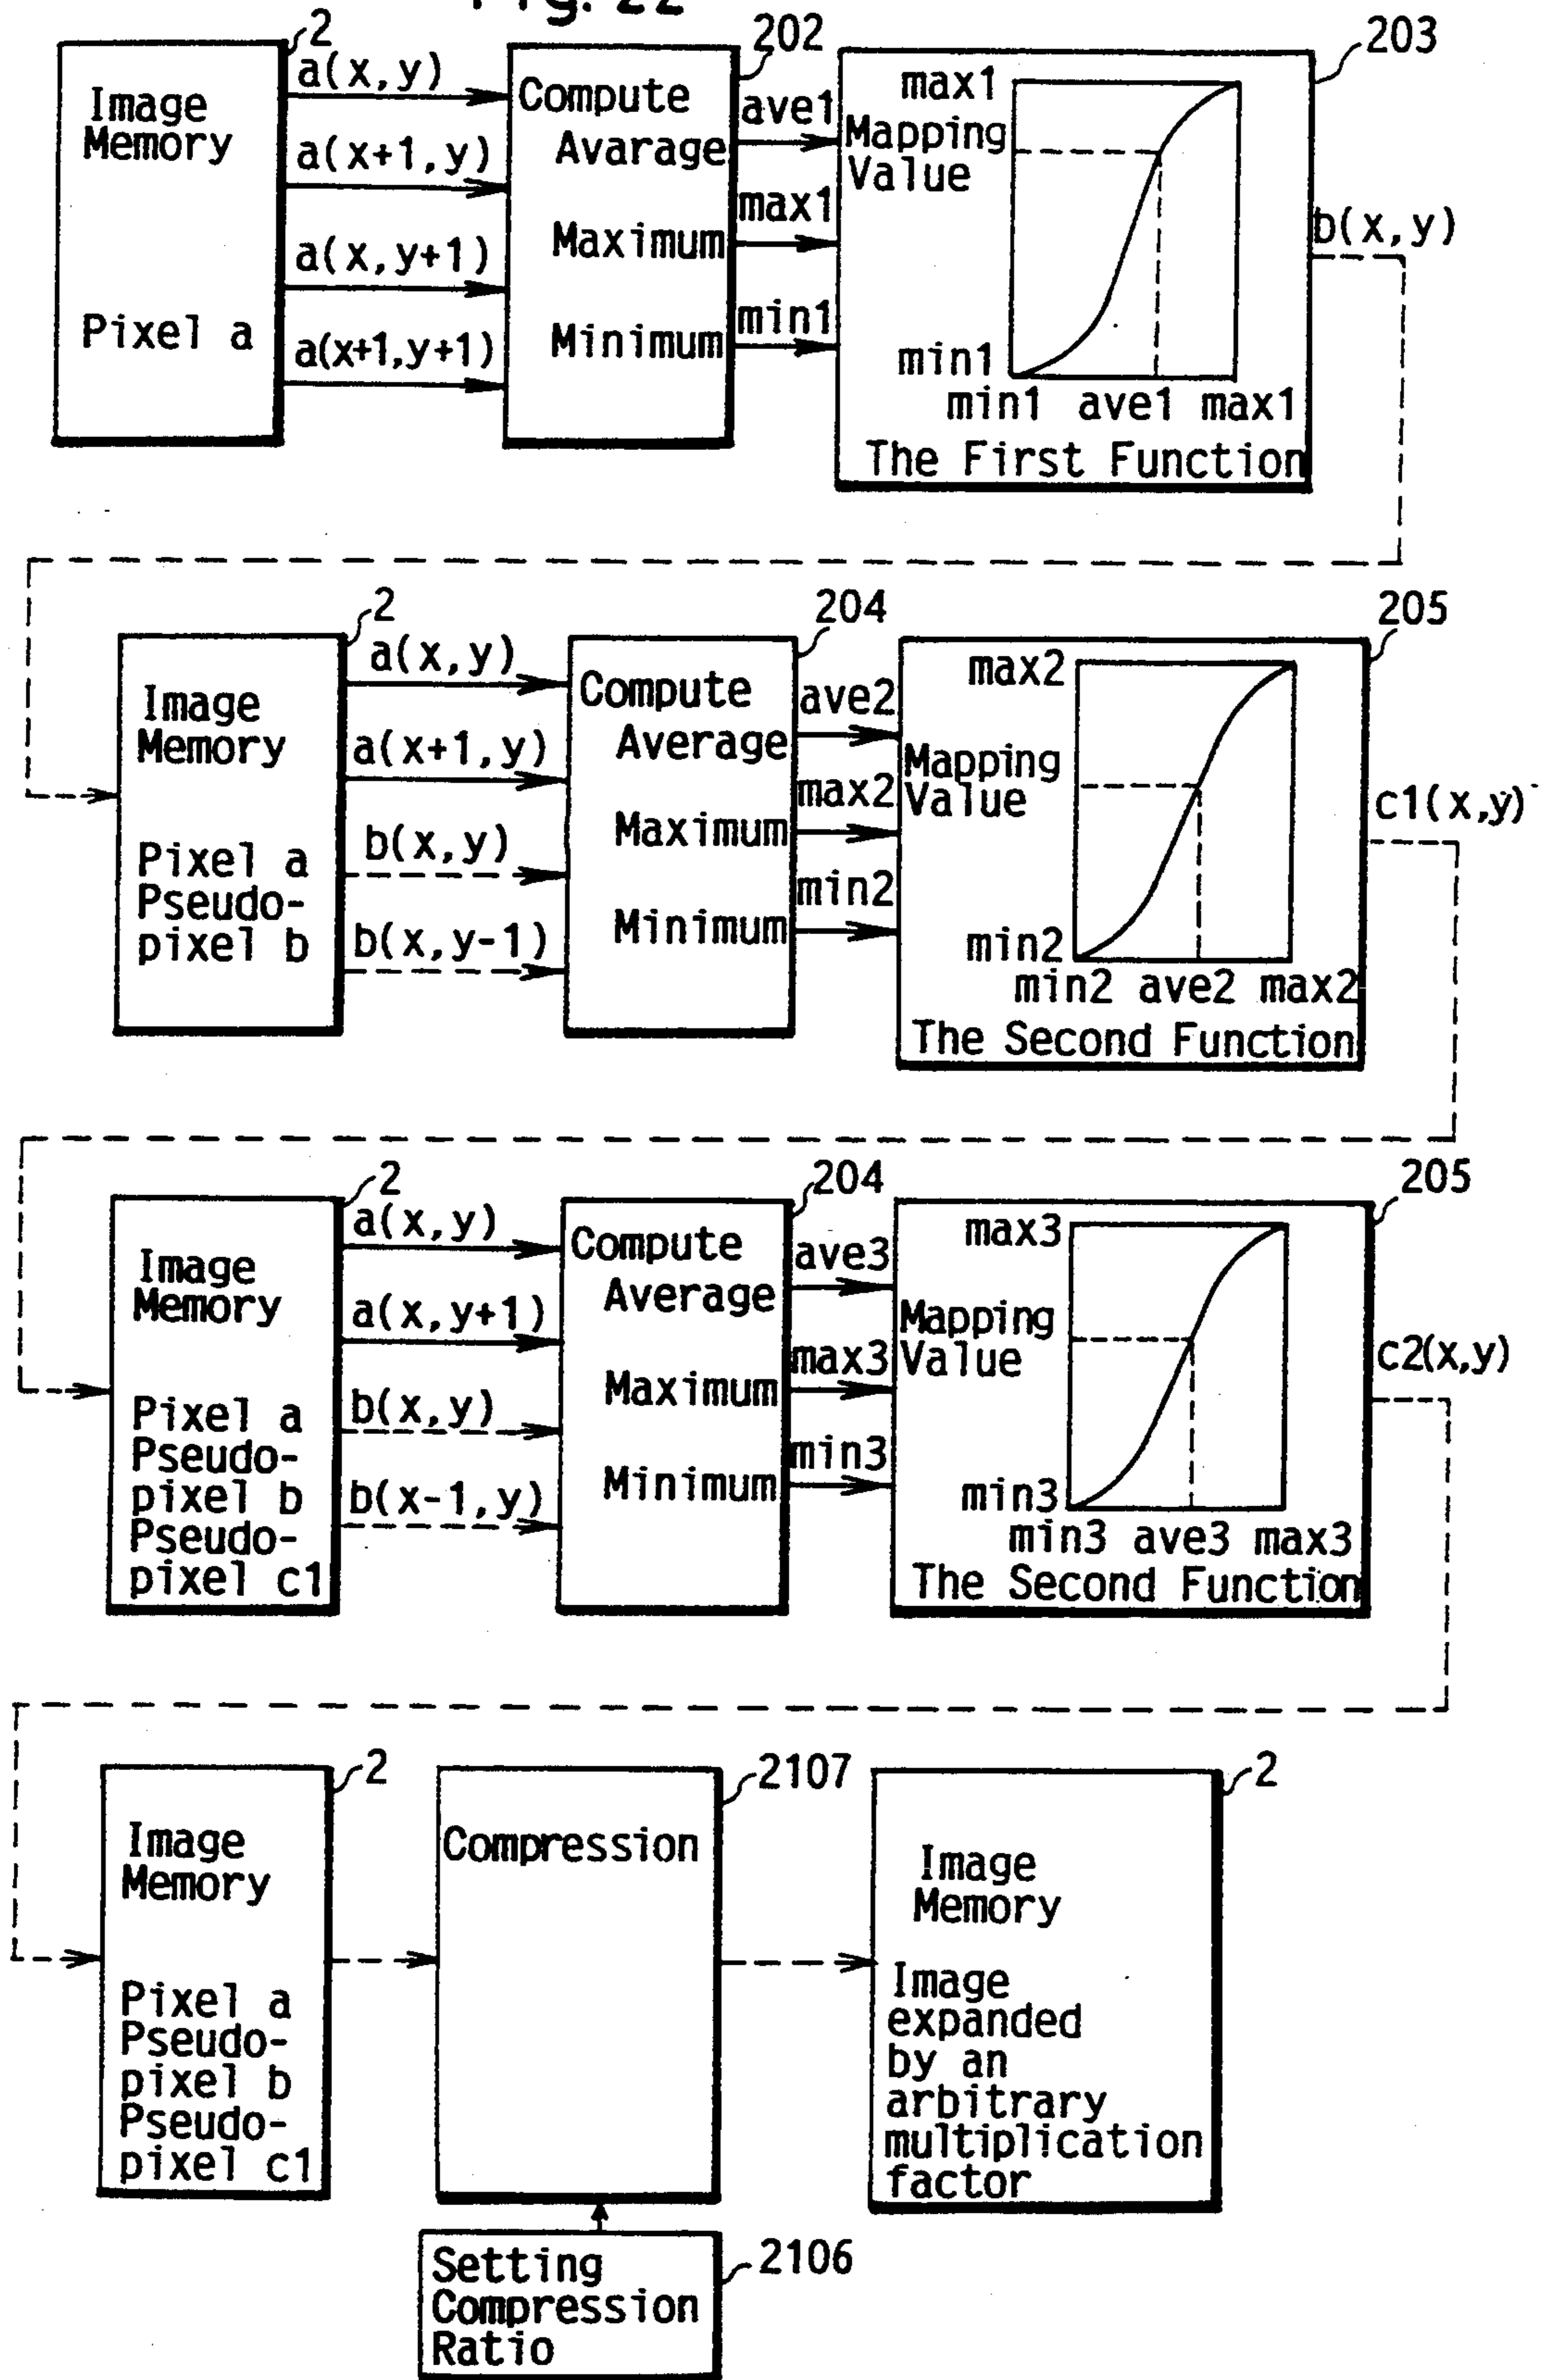 Fig. 22
2
Image
Memory
Pixel a
a(x,y)
a(x+1,y)
a(x,y+1)
a(x+1,y+1)
202
Compute
Avarage
Maximum
Minimum
ave1
max1
min1
203
Mapping
Value
max1
min1
min1 ave1 max1
The First Function
b(x,y)
2
Image
Memory
Pixel a
Pseudo-
pixel b
a(x,y)
a(x+1,y)
b(x,y)
b(x,y-1)
204
Compute
Average
Maximum
Minimum
ave2
max2
min2
205
Mapping
Value
max2
min2
min2 ave2 max2
The Second Function
c1(x,y)
2
Image
Memory
Pixel a
Pseudo-
pixel b
Pseudo-
pixel c1
a(x,y)
a(x,y+1)
b(x,y)
b(x-1,y)
204
Compute
Average
Maximum
Minimum
ave3
max3
min3
205
Mapping
Value
max3
min3
min3 ave3 max3
The Second Function
c2(x,y)
2
Image
Memory
Pixel a
Pseudo-
pixel b
Pseudo-
pixel c1
2107
Compression
2106
Setting
Compression
Ratio
2
Image
Memory
Image
expanded
by an
arbitrary
multiplication
factor